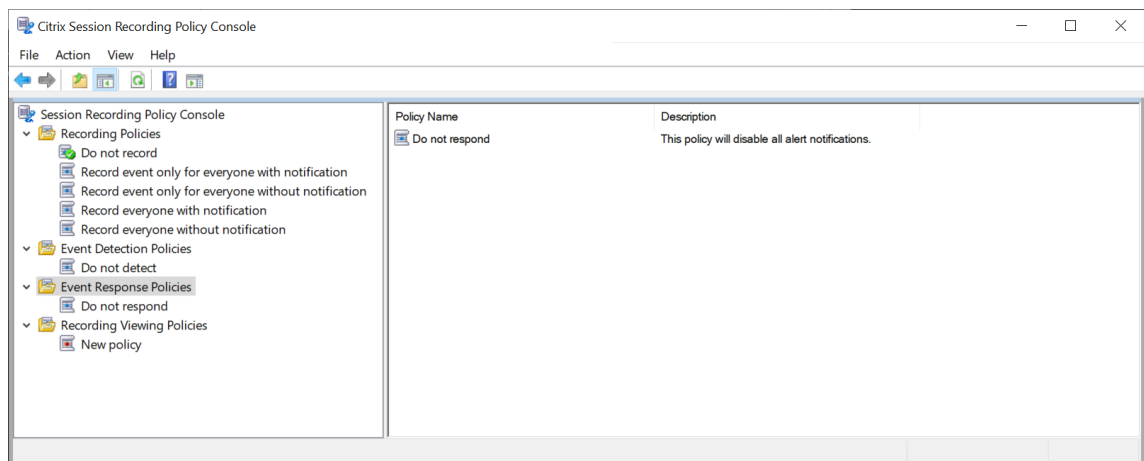 Citrix Session Recording Policy Console
File Action View Help
Session Recording Policy Console
Recording Policies
Do not record
Record event only for everyone with notification
Record event only for everyone without notification
Record everyone with notification
Record everyone without notification
Event Detection Policies
Do not detect
Event Response Policies
Do not respond
Recording Viewing Policies
New policy
Policy Name Description
Do not respond This policy will disable all alert notifications.